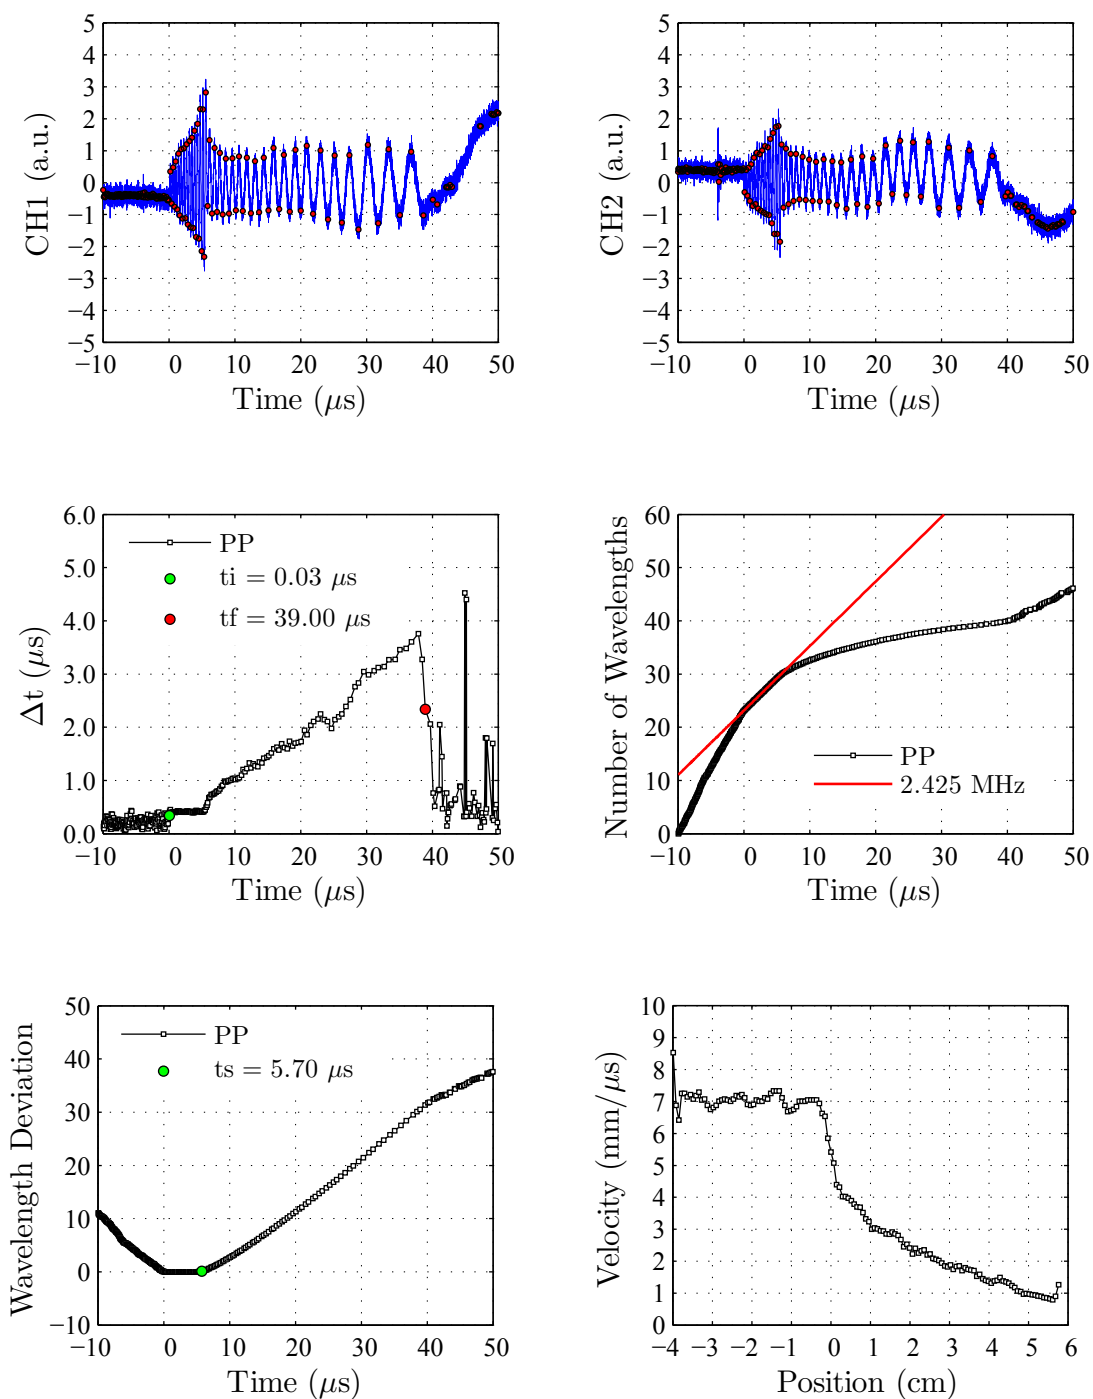 5
4
3
2
1
0
−1
−2
−3
−4
−5
−10 0 10 20 30 40 50
Time (μs)
CH1 (a.u.)
5
4
3
2
1
0
−1
−2
−3
−4
−5
−10 0 10 20 30 40 50
Time (μs)
CH2 (a.u.)
6.0
5.0
4.0
3.0
2.0
1.0
0.0
−10 0 10 20 30 40 50
Time (μs)
Δt (μs)
PP
ti = 0.03 μs
tf = 39.00 μs
60
50
40
30
20
10
0
−10 0 10 20 30 40 50
Time (μs)
Number of Wavelengths
PP
2.425 MHz
50
40
30
20
10
0
−10
−10 0 10 20 30 40 50
Time (μs)
Wavelength Deviation
PP
ts = 5.70 μs
10
9
8
7
6
5
4
3
2
1
0
−4 −3 −2 −1 0 1 2 3 4 5 6
Position (cm)
Velocity (mm/μs)